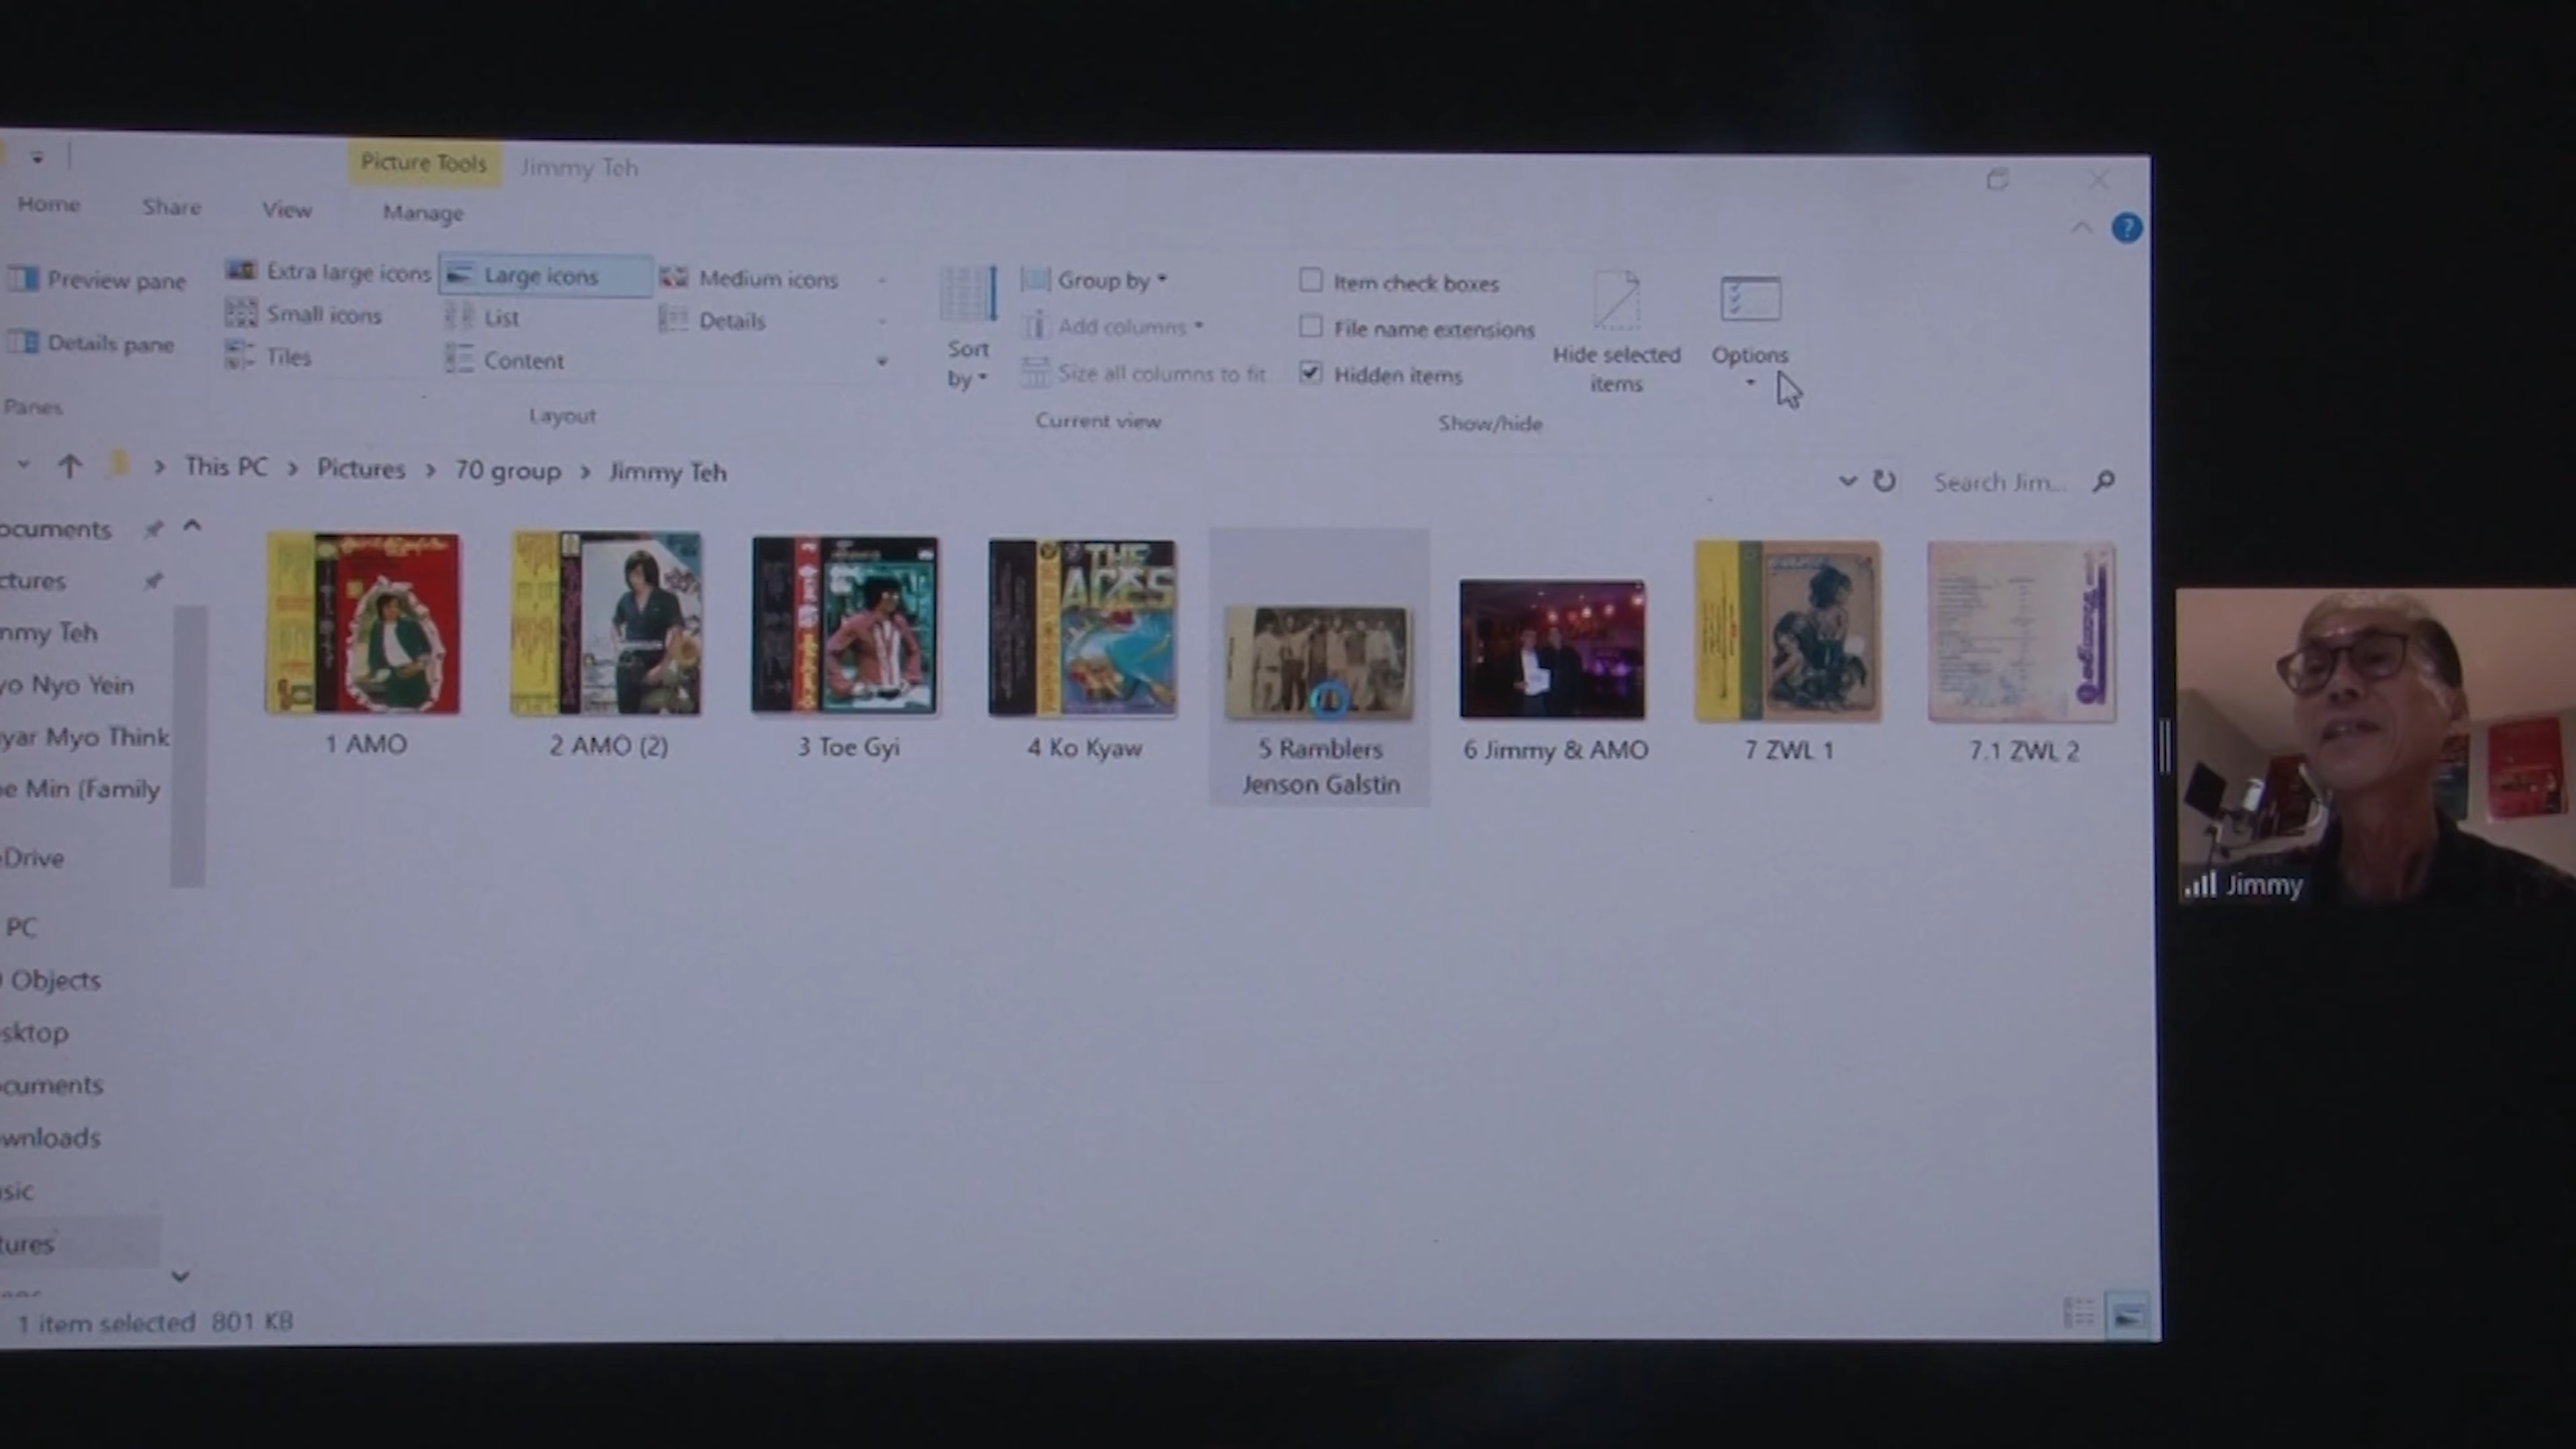 Picture Tools
Jimmy Teh
Home
Share
View
Manage
Preview pane
Extra large icons
Large icons
Medium icons
Small icons
List
Details
Details pane
Tiles
Content
Panes
Layout
Sort
by
Group by
Add columns
Size all columns to fit
Current view
Item check boxes
File name extensions
Hidden items
Hide selected
items
Options
Show/hide
This PC > Pictures > 70 group > Jimmy Teh
Search Jim...
ocuments
ctures
mmy Teh
yo Nyo Yein
yar Myo Think
e Min (Family
Drive
PC
Objects
sktop
ocuments
ownloads
sic
tures
THE
ACES
1 AMO
2 AMO (2)
3 Toe Gyi
4 Ko Kyaw
5 Ramblers
Jenson Galstin
6 Jimmy & AMO
7 ZWL 1
7.1 ZWL 2
Jimmy
1 item selected 801 KB